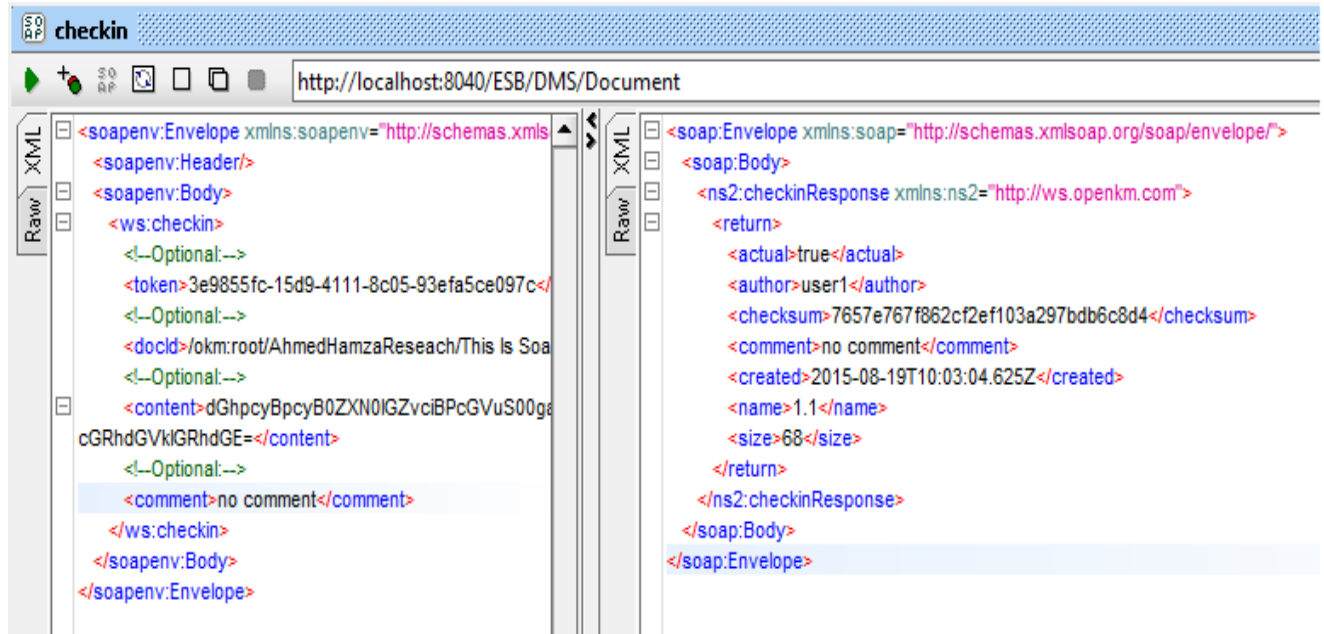 checkin
http://localhost:8040/ESB/DMS/Document
XML
Raw
<soapenv:Envelope xmlns:soapenv="http://schemas.xmls
<soapenv:Header/>
<soapenv:Body>
<ws:checkin>
<!--Optional:-->
<token>3e9855fc-15d9-4111-8c05-93efa5ce097c</
<!--Optional:-->
<docId>/okm:root/AhmedHamzaReseach/This Is Soa
<!--Optional:-->
<content>dGhpcyBpcyB0ZXN0IGZvciBPcGVuS00ga
cGRhdGVkIGRhdGE=</content>
<!--Optional:-->
<comment>no comment</comment>
</ws:checkin>
</soapenv:Body>
</soapenv:Envelope>
XML
Raw
<soap:Envelope xmlns:soap="http://schemas.xmlsoap.org/soap/envelope/">
<soap:Body>
<ns2:checkinResponse xmlns:ns2="http://ws.openkm.com">
<return>
<actual>true</actual>
<author>user1</author>
<checksum>7657e767f862cf2ef103a297bdb6c8d4</checksum>
<comment>no comment</comment>
<created>2015-08-19T10:03:04.625Z</created>
<name>1.1</name>
<size>68</size>
</return>
</ns2:checkinResponse>
</soap:Body>
</soap:Envelope>